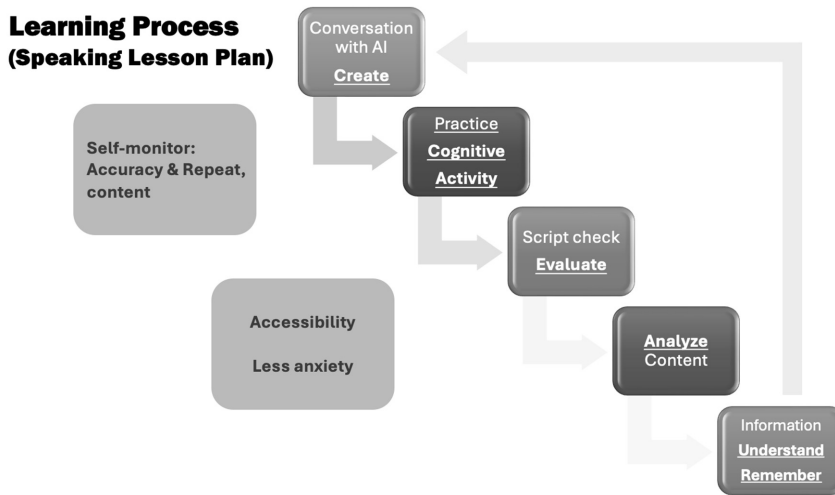 Learning Process
(Speaking Lesson Plan)
Conversation
with AI
Create
Self-monitor:
Accuracy & Repeat,
content
Practice
Cognitive
Activity
Script check
Evaluate
Accessibility
Less anxiety
Analyze
Content
Information
Understand
Remember